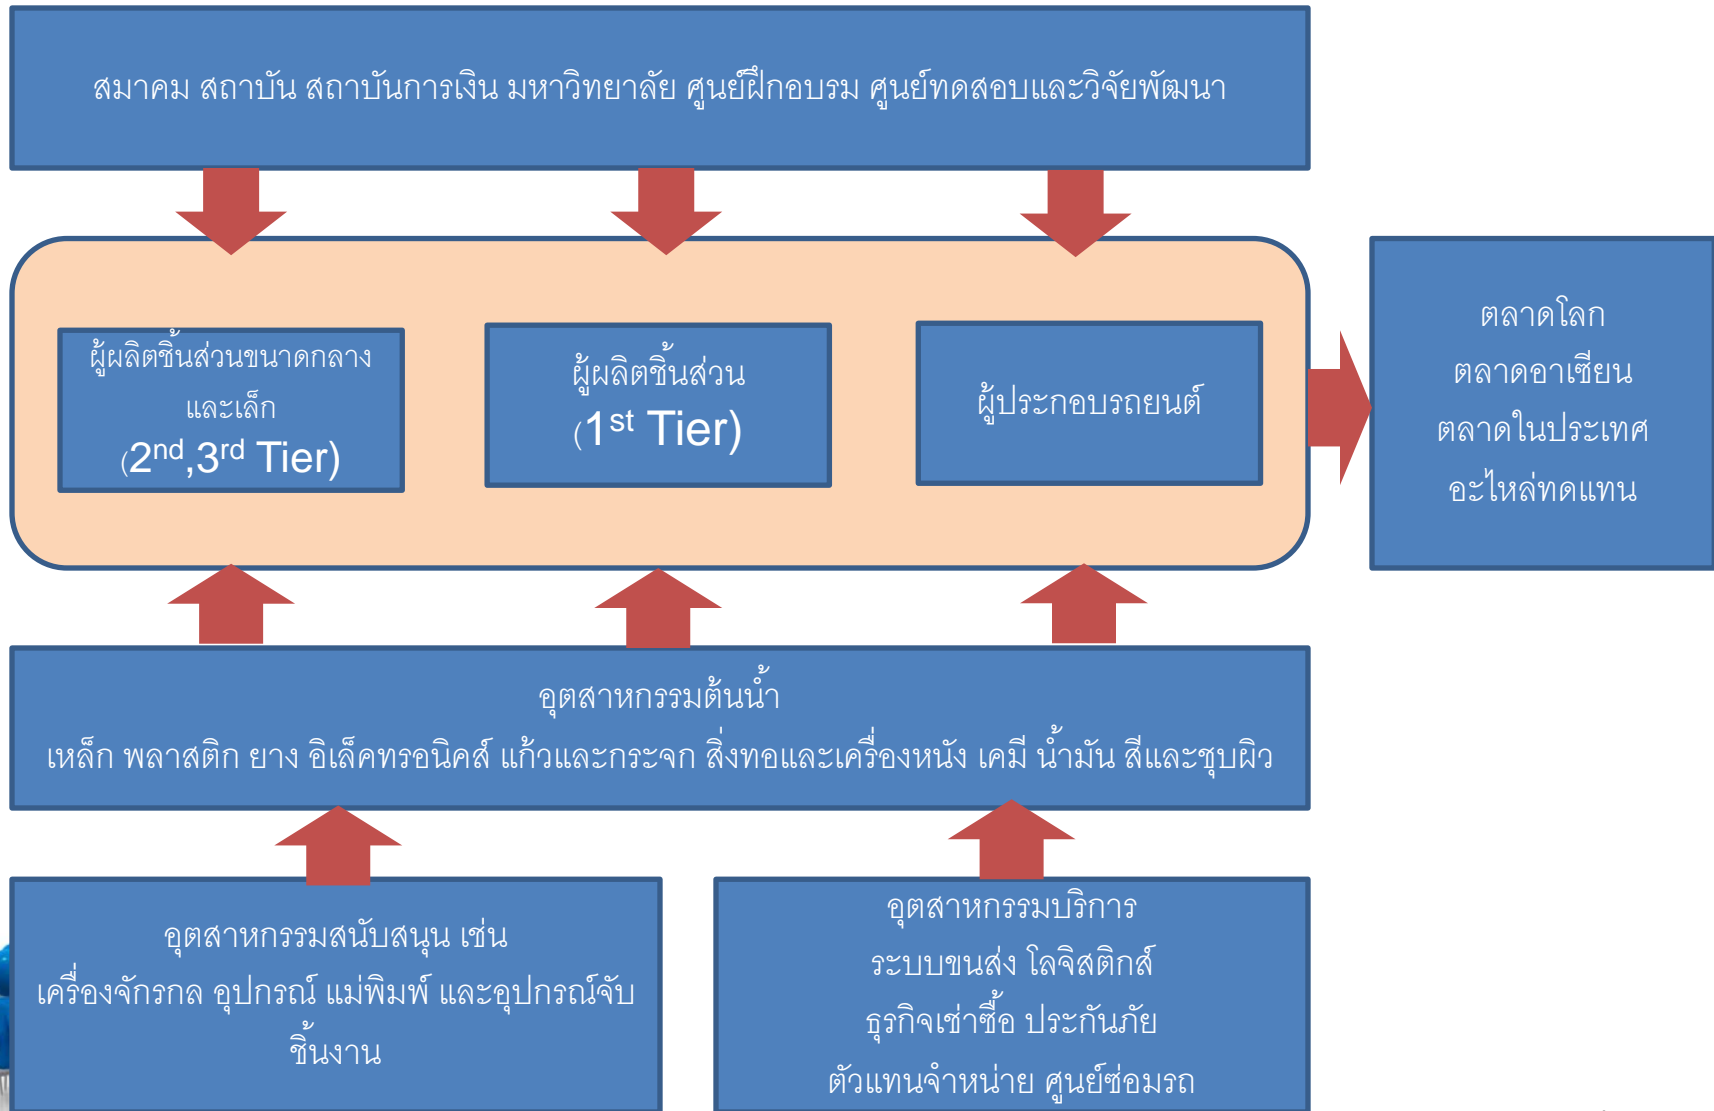 สมาคม สถาบัน สถาบันการเงิน มหาวิทยาลัย ศูนย์ฝึกอบรม ศูนย์ทดสอบและวิจัยพัฒนา
ผู้ผลิตชิ้นส่วนขนาดกลาง
และเล็ก
(2nd,3rd Tier)
ผู้ผลิตชิ้นส่วน
(1st Tier)
ผู้ประกอบรถยนต์
ตลาดโลก
ตลาดอาเซียน
ตลาดในประเทศ
อะไหล่ทดแทน
อุตสาหกรรมต้นน้ำ
เหล็ก พลาสติก ยาง อิเล็คทรอนิคส์ แก้วและกระจก สิ่งทอและเครื่องหนัง เคมี น้ำมัน สีและชุบผิว
อุตสาหกรรมสนับสนุน เช่น
เครื่องจักรกล อุปกรณ์ แม่พิมพ์ และอุปกรณ์จับ
ชิ้นงาน
อุตสาหกรรมบริการ
ระบบขนส่ง โลจิสติกส์
ธุรกิจเช่าซื้อ ประกันภัย
ตัวแทนจำหน่าย ศูนย์ซ่อมรถ